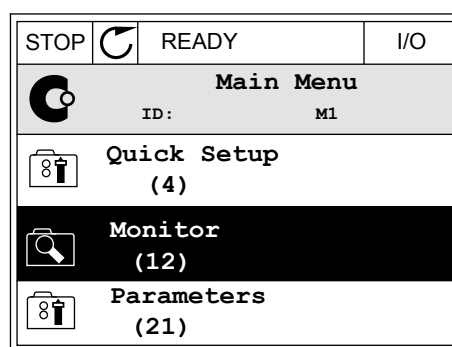 STOP READY I/O
Main Menu
ID: M1
Quick Setup
(4)
Monitor
(12)
Parameters
(21)